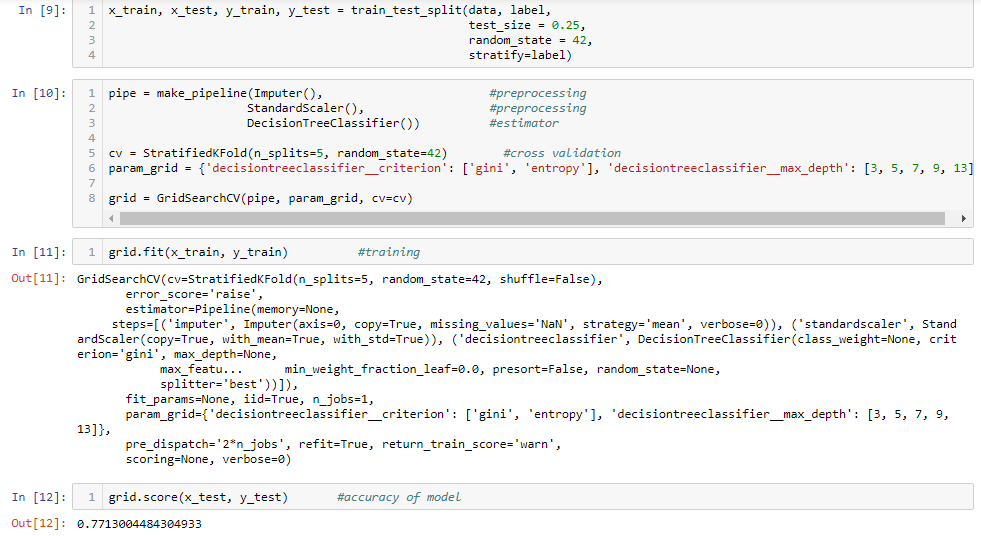 In [9]: 1 x_train, x_test, y_train, y_test = train_test_split(data, label,
2 test_size = 0.25,
3 random_state = 42,
4 stratify=label)
In [10]: 1 pipe = make_pipeline(Imputer(), #preprocessing
2 StandardScaler(), #preprocessing
3 DecisionTreeClassifier()) #estimator
4
5 cv = StratifiedKFold(n_splits=5, random_state=42) #cross validation
6 param_grid = {'decisiontreeclassifier__criterion': ['gini', 'entropy'], 'decisiontreeclassifier__max_depth': [3, 5, 7, 9, 13]
7
8 grid = GridSearchCV(pipe, param_grid, cv=cv)
In [11]: 1 grid.fit(x_train, y_train) #training
Out[11]: GridSearchCV(cv=StratifiedKFold(n_splits=5, random_state=42, shuffle=False),
error_score='raise',
estimator=Pipeline(memory=None,
steps=[('imputer', Imputer(axis=0, copy=True, missing_values='NaN', strategy='mean', verbose=0)), ('standardscaler', Stand
ardScaler(copy=True, with_mean=True, with_std=True)), ('decisiontreeclassifier', DecisionTreeClassifier(class_weight=None, crit
erion='gini', max_depth=None,
max_featu... min_weight_fraction_leaf=0.0, presort=False, random_state=None,
splitter='best'))]),
fit_params=None, iid=True, n_jobs=1,
param_grid={'decisiontreeclassifier__criterion': ['gini', 'entropy'], 'decisiontreeclassifier__max_depth': [3, 5, 7, 9,
13]},
pre_dispatch='2*n_jobs', refit=True, return_train_score='warn',
scoring=None, verbose=0)
In [12]: 1 grid.score(x_test, y_test) #accuracy of model
Out[12]: 0.7713004484304933